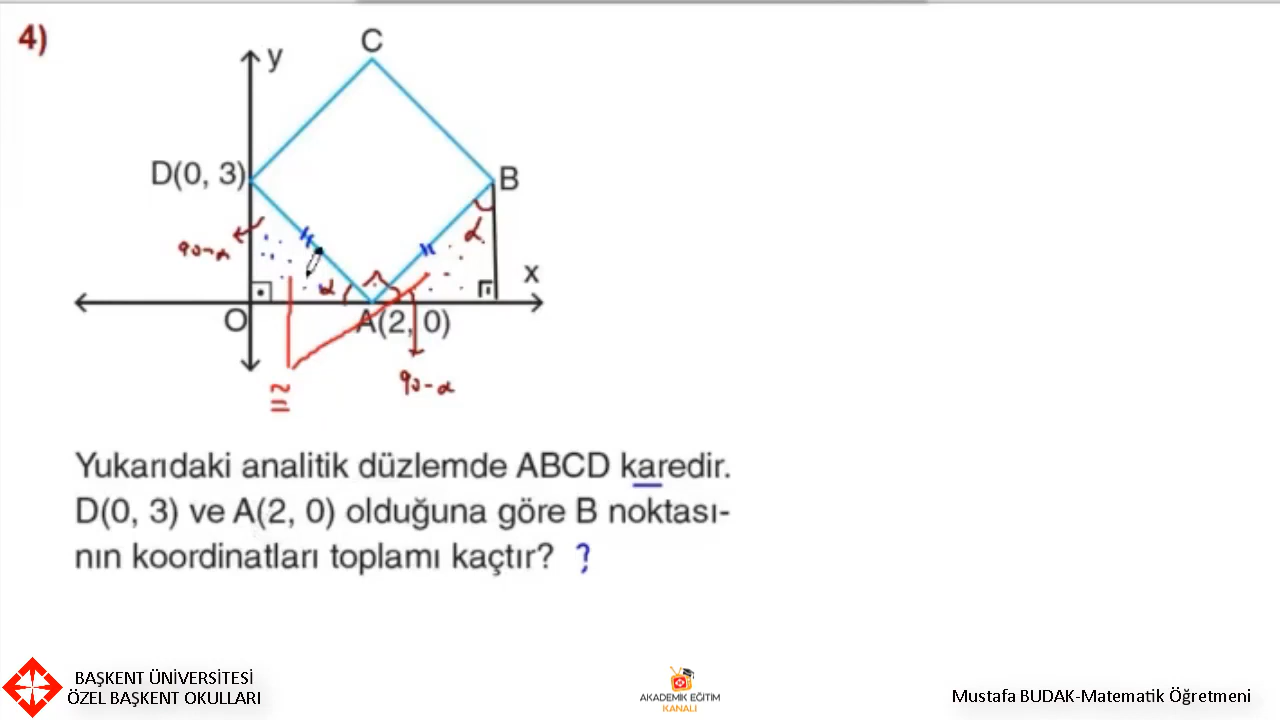 4)
C
y
D(0, 3)
B
90-α
α
α
x
O
A(2, 0)
90-α
≅
Yukarıdaki analitik düzlemde ABCD karedir.
D(0, 3) ve A(2, 0) olduğuna göre B noktası-
nın koordinatları toplamı kaçtır? ?
BAŞKENT ÜNİVERSİTESİ
ÖZEL BAŞKENT OKULLARI
AKADEMİK EĞİTİM
KANALI
Mustafa BUDAK-Matematik Öğretmeni